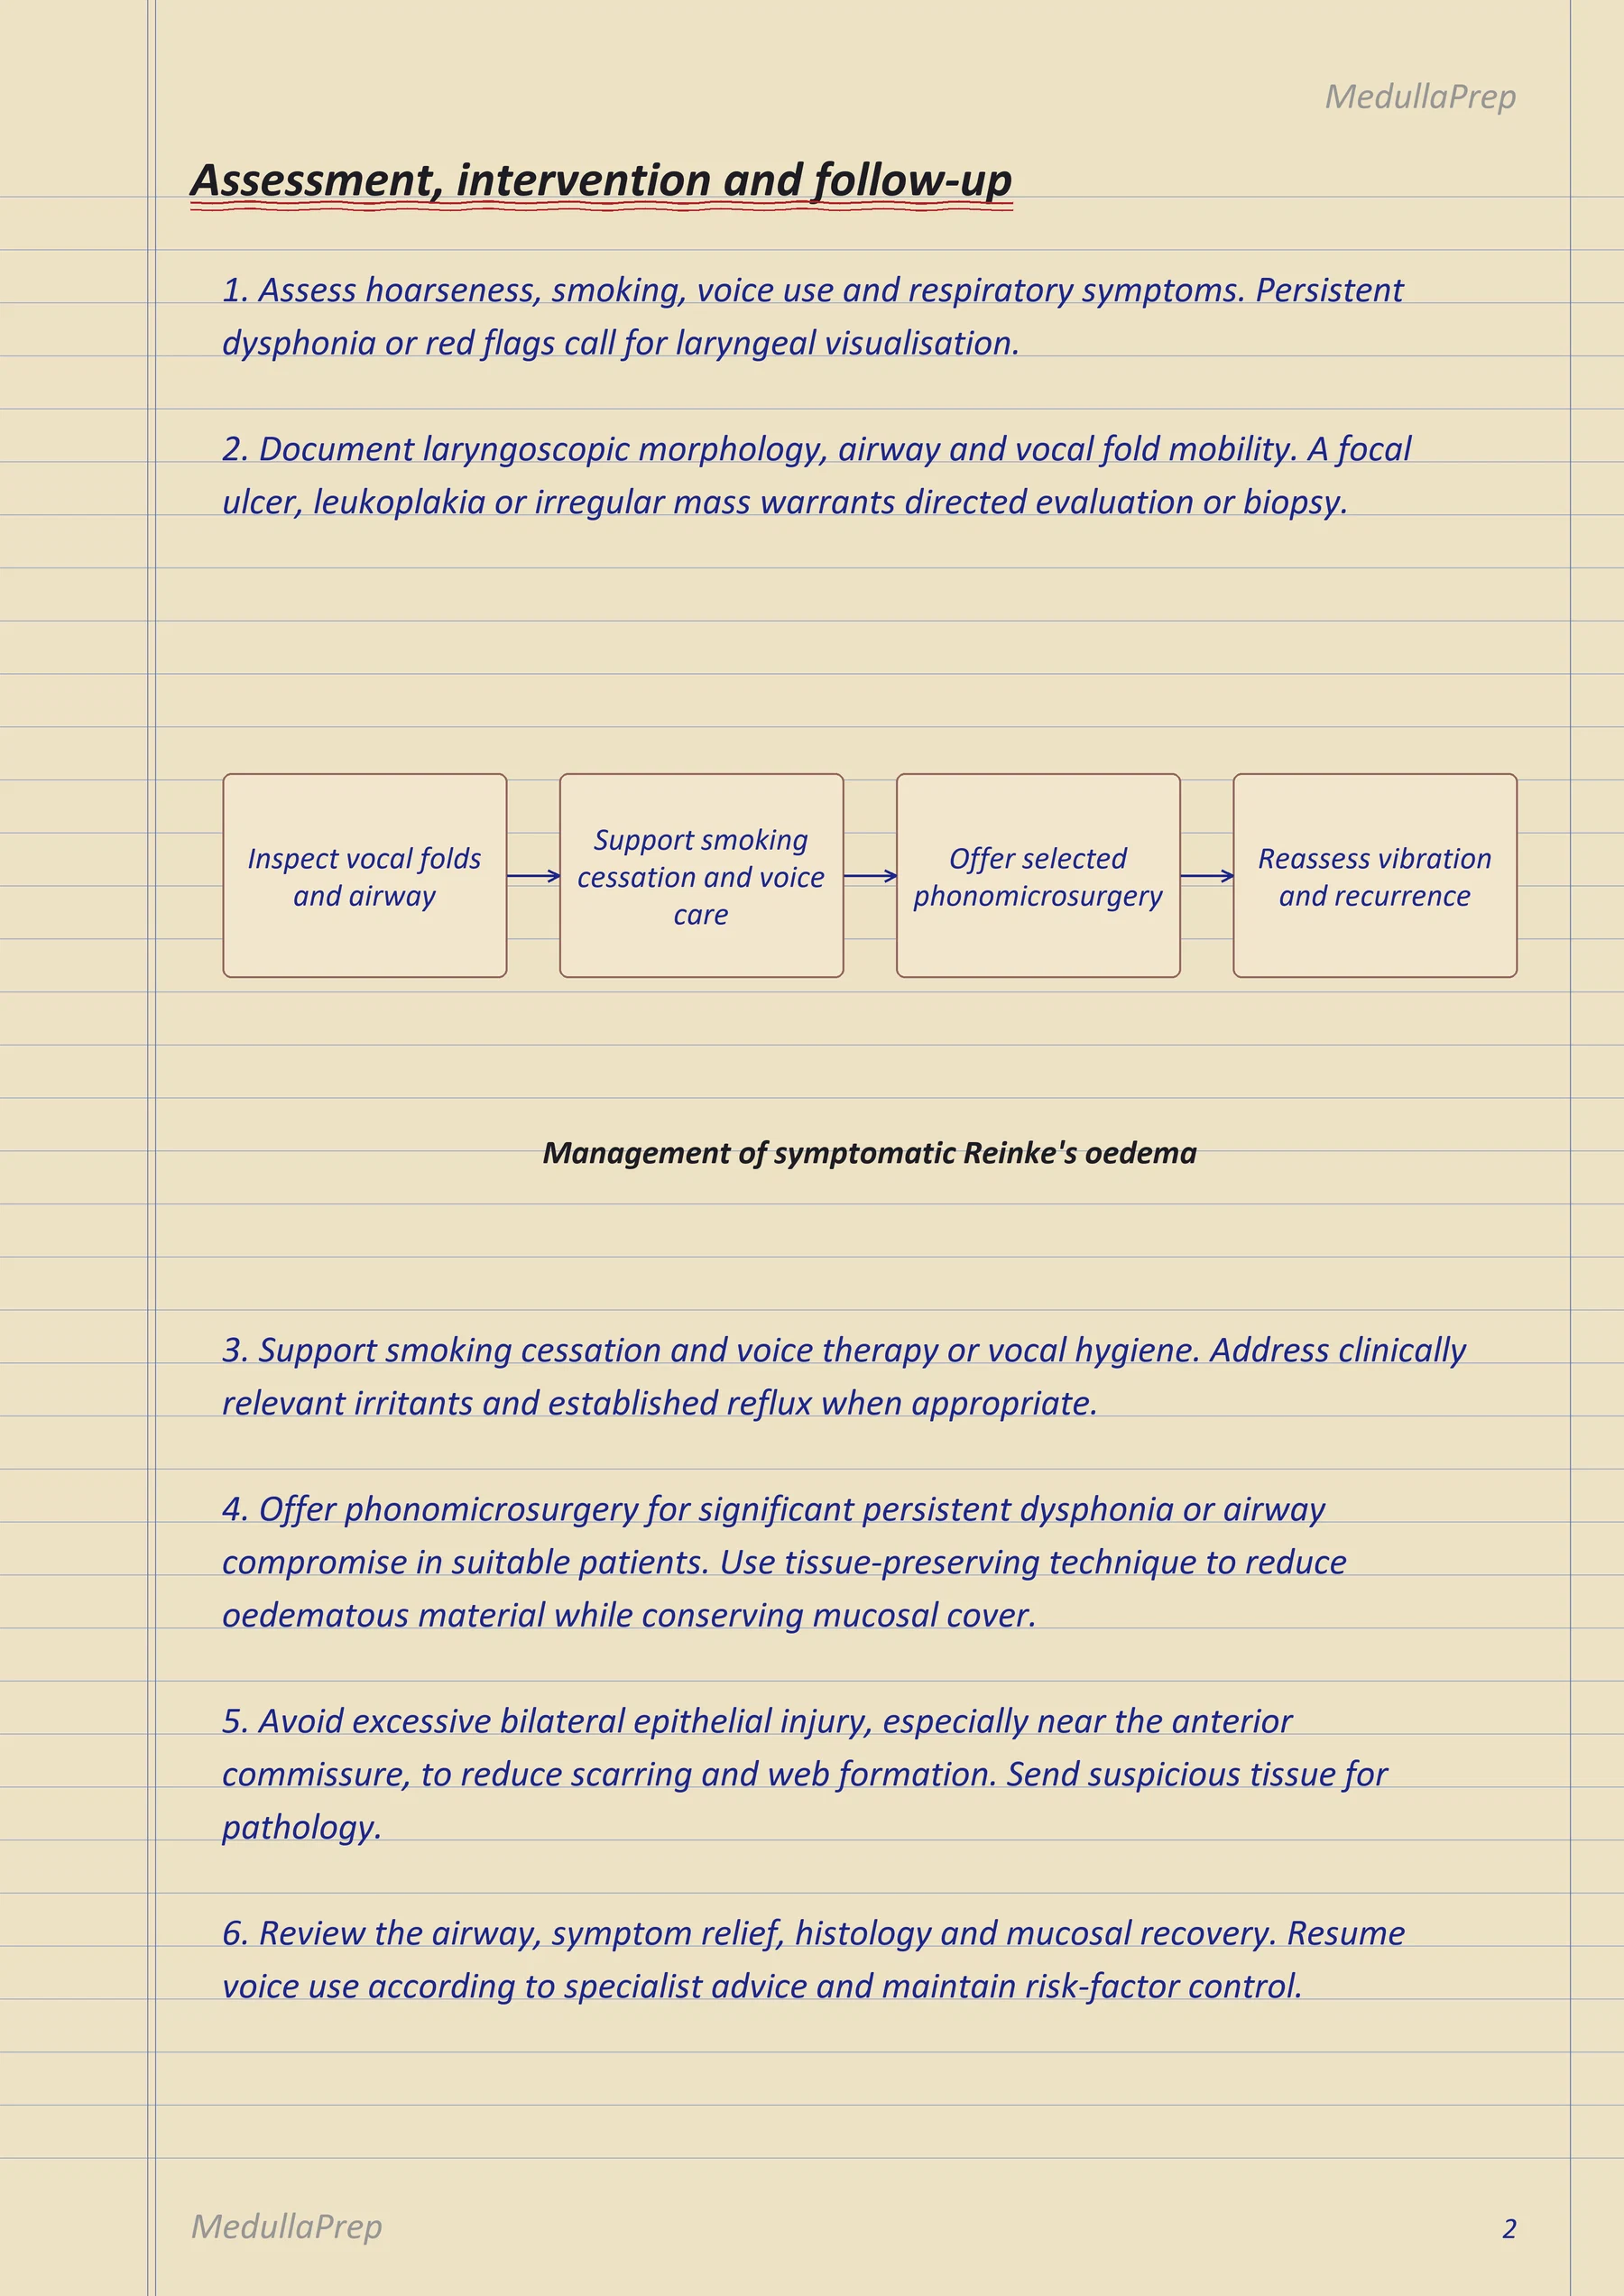 MedullaPrep
Assessment, intervention and follow-up
1. Assess hoarseness, smoking, voice use and respiratory symptoms. Persistent
dysphonia or red flags call for laryngeal visualisation.
2. Document laryngoscopic morphology, airway and vocal fold mobility. A focal
ulcer, leukoplakia or irregular mass warrants directed evaluation or biopsy.
Inspect vocal folds
and airway
Support smoking
cessation and voice
care
Offer selected
phonomicrosurgery
Reassess vibration
and recurrence
Management of symptomatic Reinke's oedema
3. Support smoking cessation and voice therapy or vocal hygiene. Address clinically
relevant irritants and established reflux when appropriate.
4. Offer phonomicrosurgery for significant persistent dysphonia or airway
compromise in suitable patients. Use tissue-preserving technique to reduce
oedematous material while conserving mucosal cover.
5. Avoid excessive bilateral epithelial injury, especially near the anterior
commissure, to reduce scarring and web formation. Send suspicious tissue for
pathology.
6. Review the airway, symptom relief, histology and mucosal recovery. Resume
voice use according to specialist advice and maintain risk-factor control.
MedullaPrep
2